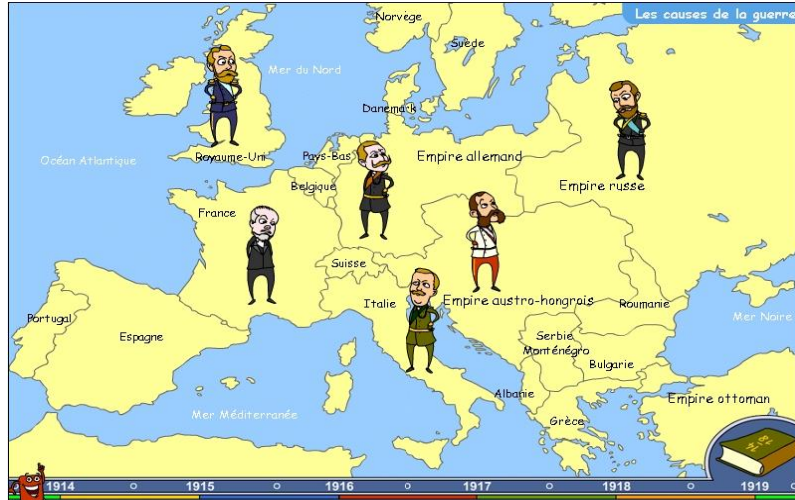 Les causes de la guerre
Norvège
Suède
Mer du Nord
Danemark
Océan Atlantique
Royaume-Uni
Pays-Bas
Empire allemand
Belgique
Empire russe
France
Suisse
Italie
Empire austro-hongrois
Roumanie
Portugal
Espagne
Mer Noire
Serbie
Monténégro
Bulgarie
Albanie
Empire ottoman
Mer Méditerranée
Grèce
14
18
1914
1915
1916
1917
1918
1919